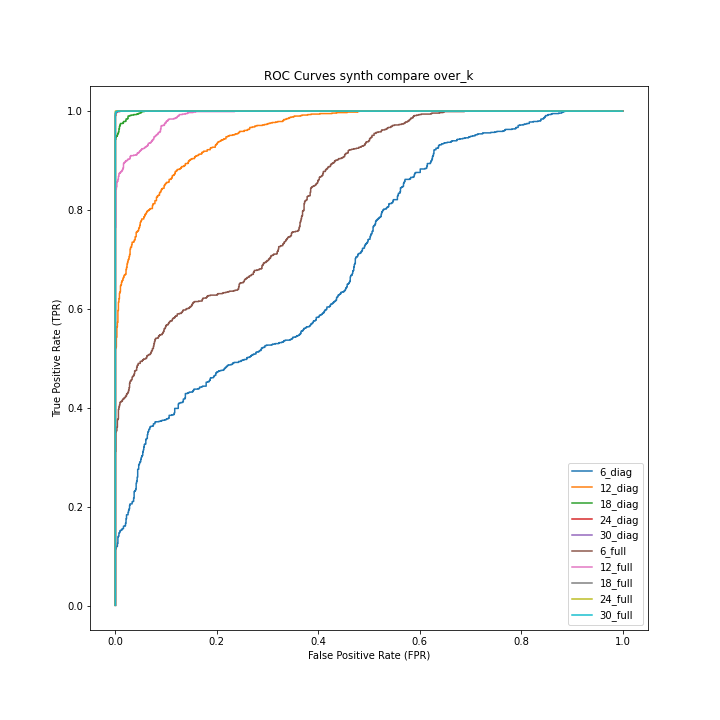 ROC Curves synth compare over_k
True Positive Rate (TPR)
1.0
0.8
0.6
0.4
0.2
0.0
0.0 0.2 0.4 0.6 0.8 1.0
False Positive Rate (FPR)
6_diag
12_diag
18_diag
24_diag
30_diag
6_full
12_full
18_full
24_full
30_full